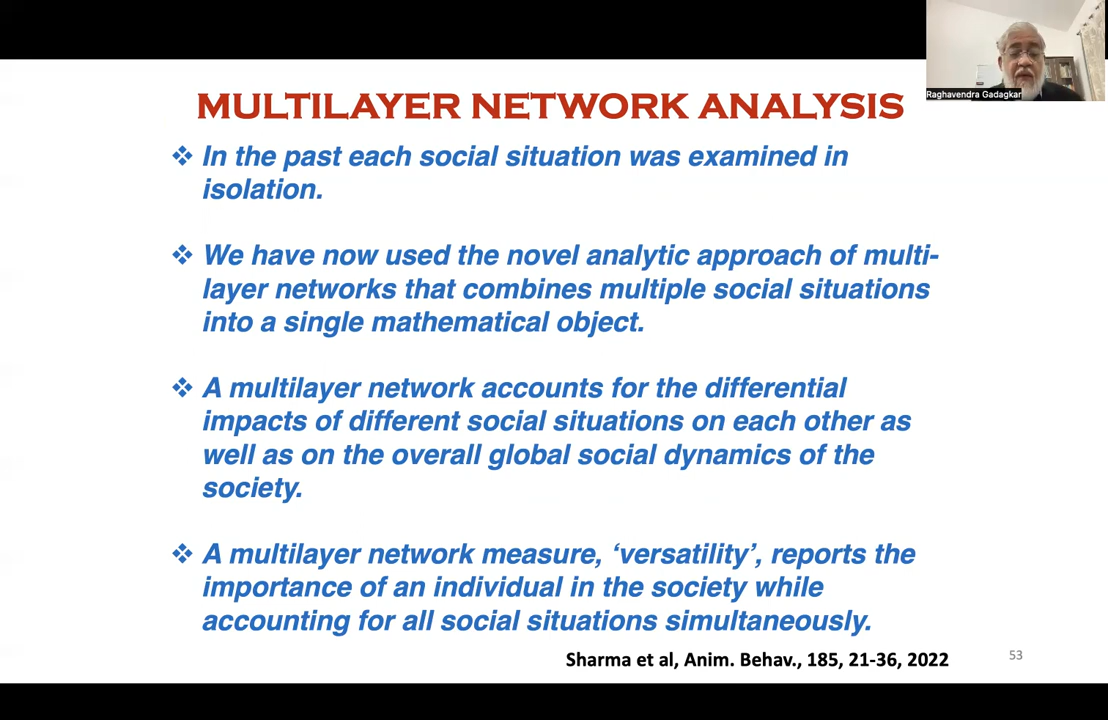 Raghavendra Gadagkar
MULTILAYER NETWORK ANALYSIS
❖ In the past each social situation was examined in
isolation.
❖ We have now used the novel analytic approach of multi-
layer networks that combines multiple social situations
into a single mathematical object.
❖ A multilayer network accounts for the differential
impacts of different social situations on each other as
well as on the overall global social dynamics of the
society.
❖ A multilayer network measure, ‘versatility’, reports the
importance of an individual in the society while
accounting for all social situations simultaneously.
Sharma et al, Anim. Behav., 185, 21-36, 2022
53